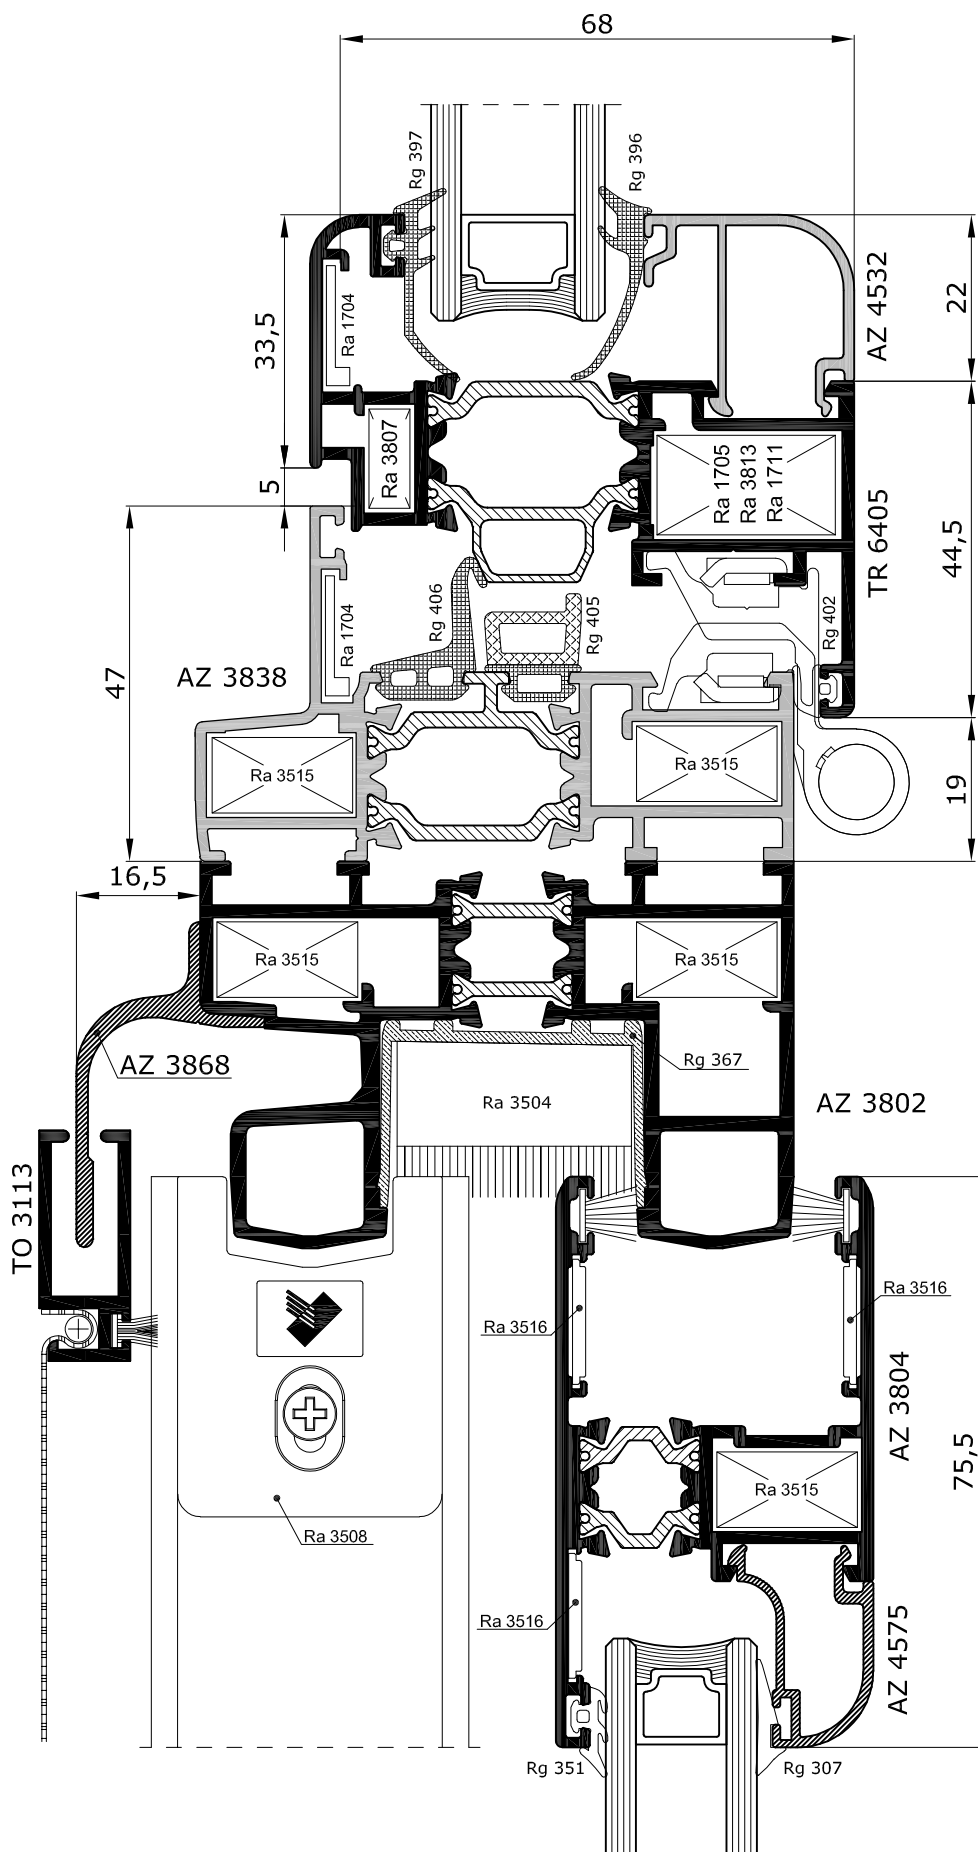 68
Rg 397
Rg 396
33,5
Ra 1704
AZ 4532
22
Ra 3807
Ra 1705
Ra 3813
Ra 1711
TR 6405
5
44,5
Rg 406
Rg 405
Rg 402
Ra 1704
47
AZ 3838
Ra 3515
Ra 3515
19
16,5
Ra 3515
Ra 3515
AZ 3868
Rg 367
Ra 3504
AZ 3802
TO 3113
Ra 3516
Ra 3516
AZ 3804
75,5
Ra 3515
Ra 3508
Ra 3516
AZ 4575
Rg 351
Rg 307